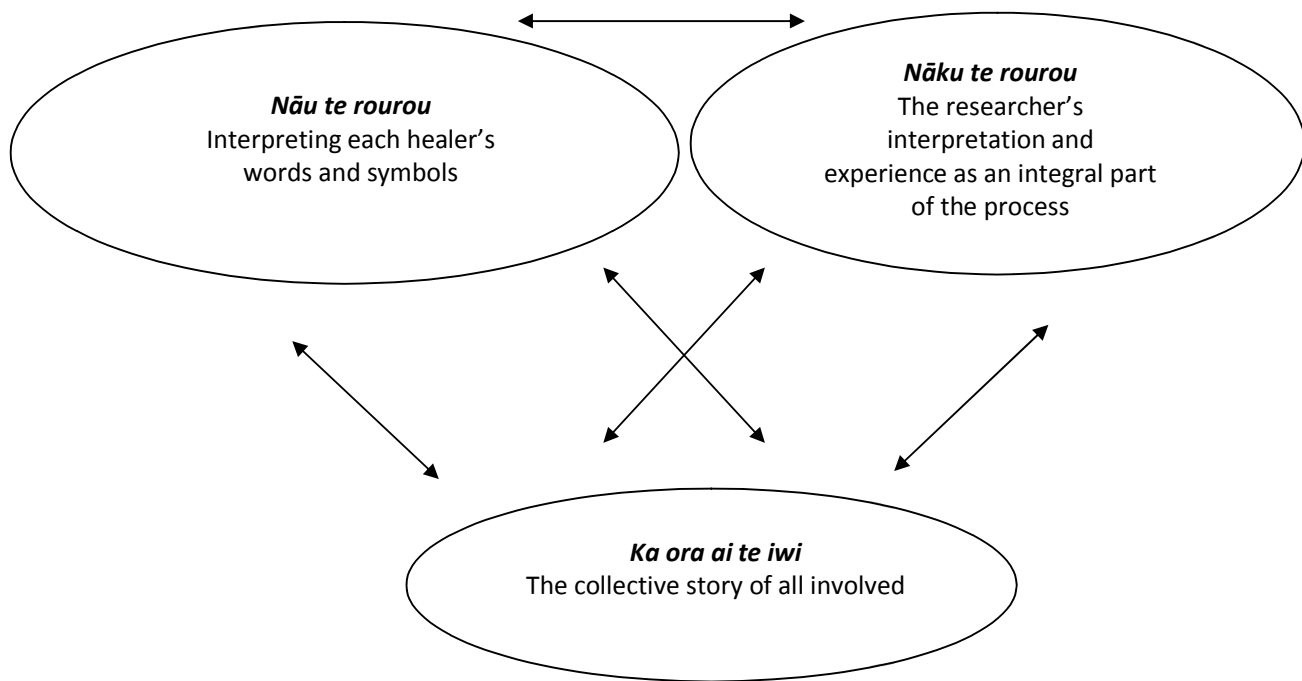 Nāu te rourou
Interpreting each healer’s
words and symbols
Nāku te rourou
The researcher’s
interpretation and
experience as an integral part
of the process
Ka ora ai te iwi
The collective story of all involved